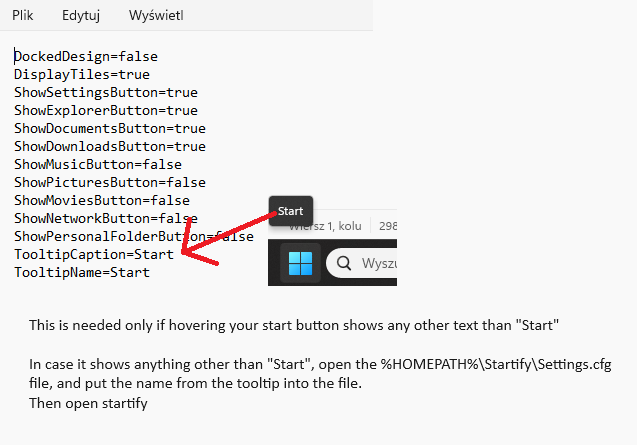 Plik Edytuj Wyświetl
DockedDesign=false
DisplayTiles=true
ShowSettingsButton=true
ShowExplorerButton=true
ShowDocumentsButton=true
ShowDownloadsButton=true
ShowMusicButton=false
ShowPicturesButton=false
ShowMoviesButton=false
ShowNetworkButton=false
ShowPersonalFolderButton=false
TooltipCaption=Start
TooltipName=Start
Start
Wiersz 1, kolu 298
Wyszu
This is needed only if hovering your start button shows any other text than "Start"
In case it shows anything other than "Start", open the %HOMEPATH%\Startify\Settings.cfg
file, and put the name from the tooltip into the file.
Then open startify